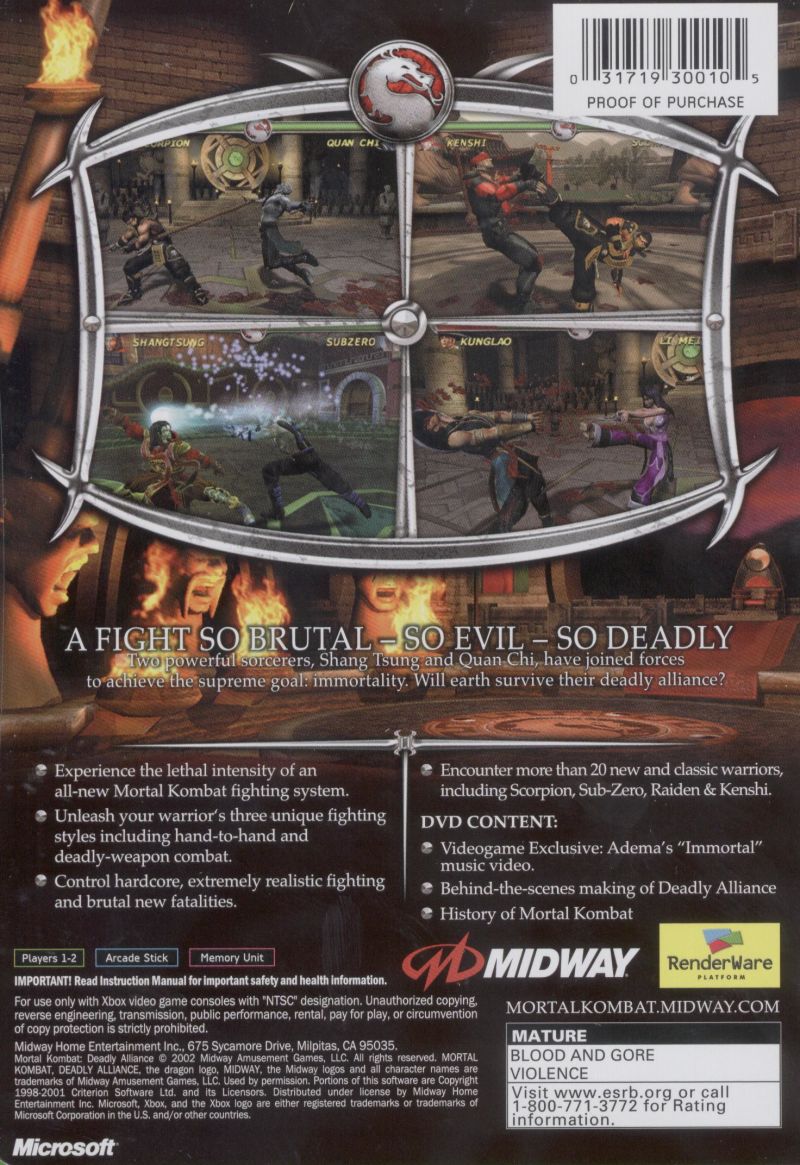 0 31719 30010 5
PROOF OF PURCHASE
SCORPION
QUAN CHI
KENSHI
SHANGTSUNG
SUBZERO
KUNGLAO
LI MEI
A FIGHT SO BRUTAL – SO EVIL – SO DEADLY
Two powerful sorcerers, Shang Tsung and Quan Chi, have joined forces
to achieve the supreme goal: immortality. Will earth survive their deadly alliance?
Experience the lethal intensity of an
all-new Mortal Kombat fighting system.
Unleash your warrior's three unique fighting
styles including hand-to-hand and
deadly-weapon combat.
Control hardcore, extremely realistic fighting
and brutal new fatalities.
Encounter more than 20 new and classic warriors,
including Scorpion, Sub-Zero, Raiden & Kenshi.
DVD CONTENT:
Videogame Exclusive: Adema's "Immortal"
music video.
Behind-the-scenes making of Deadly Alliance
History of Mortal Kombat
Players 1-2
Arcade Stick
Memory Unit
IMPORTANT! Read Instruction Manual for important safety and health information.
For use only with Xbox video game consoles with "NTSC" designation. Unauthorized copying,
reverse engineering, transmission, public performance, rental, pay for play, or circumvention
of copy protection is strictly prohibited.
Midway Home Entertainment Inc., 675 Sycamore Drive, Milpitas, CA 95035.
Mortal Kombat: Deadly Alliance © 2002 Midway Amusement Games, LLC. All rights reserved. MORTAL
KOMBAT, DEADLY ALLIANCE, the dragon logo, MIDWAY, the Midway logos and all character names are
trademarks of Midway Amusement Games, LLC. Used by permission. Portions of this software are Copyright
1998-2001 Criterion Software Ltd. and its Licensors. Distributed under license by Midway Home
Entertainment Inc. Microsoft, Xbox, and the Xbox logo are either registered trademarks or trademarks of
Microsoft Corporation in the U.S. and/or other countries.
Microsoft
MIDWAY
RenderWare
PLATFORM
MORTALKOMBAT.MIDWAY.COM
MATURE
BLOOD AND GORE
VIOLENCE
Visit www.esrb.org or call
1-800-771-3772 for Rating
information.